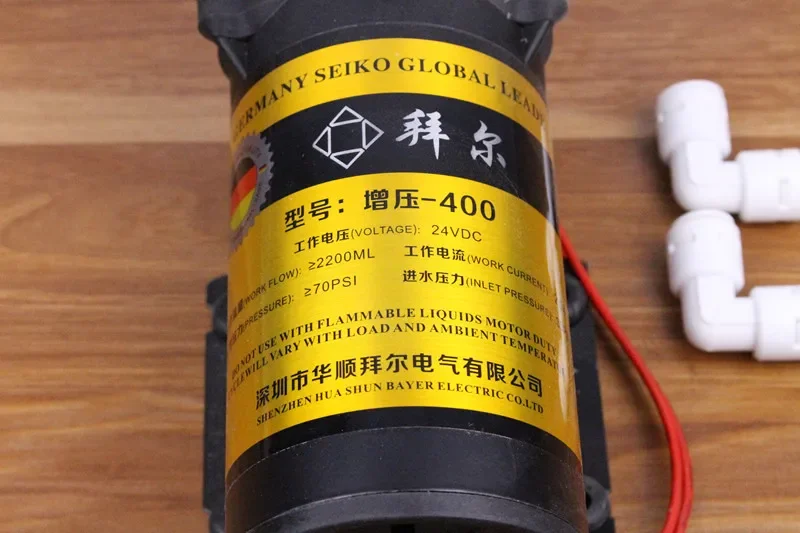 GERMANY SEIKO GLOBAL LEAD
拜尔
型号：增压-400
工作电压(VOLTAGE): 24VDC
(WORK FLOW): ≥2200ML 工作电流(WORK CURRENT):
(PRESSURE): ≥70PSI 进水压力(INLET PRESSURE):
DO NOT USE WITH FLAMMABLE LIQUIDS MOTOR DUTY
WILL VARY WITH LOAD AND AMBIENT
深圳市华顺拜尔电气有限公司
SHENZHEN HUA SHUN BAYER ELECTRIC CO.LTD